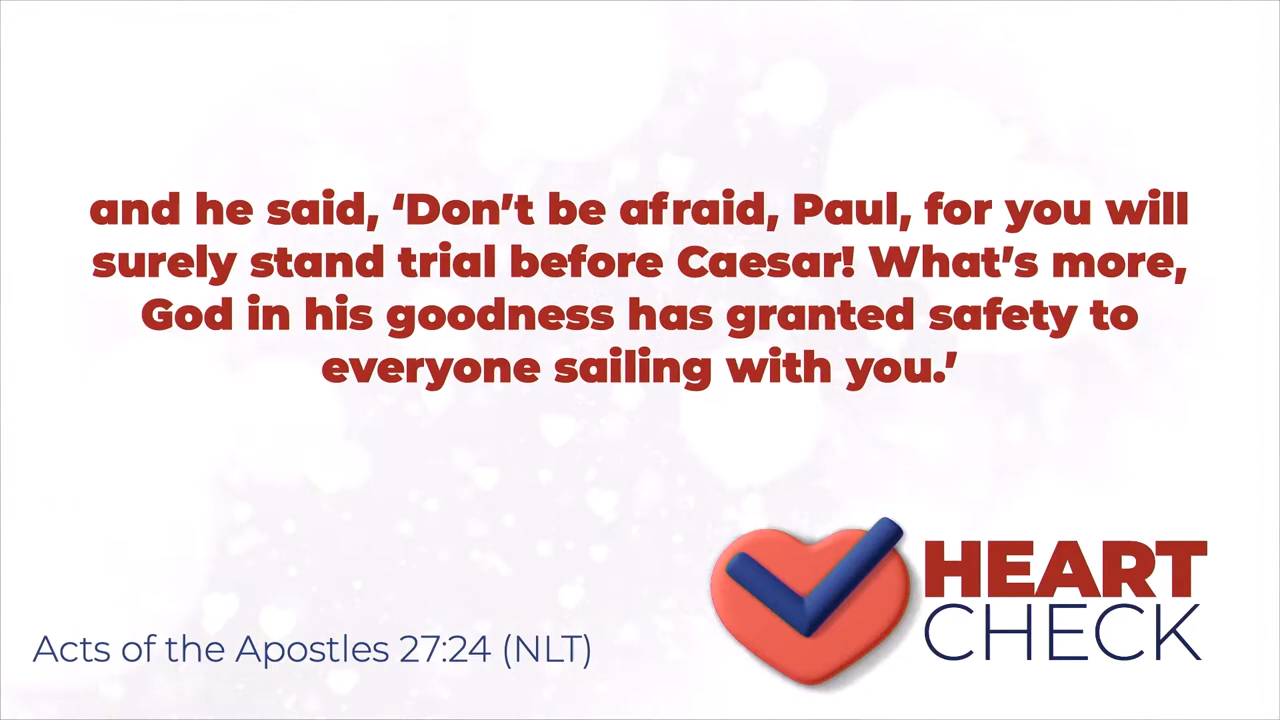 and he said, ‘Don’t be afraid, Paul, for you will
surely stand trial before Caesar! What’s more,
God in his goodness has granted safety to
everyone sailing with you.’
HEART
CHECK
Acts of the Apostles 27:24 (NLT)